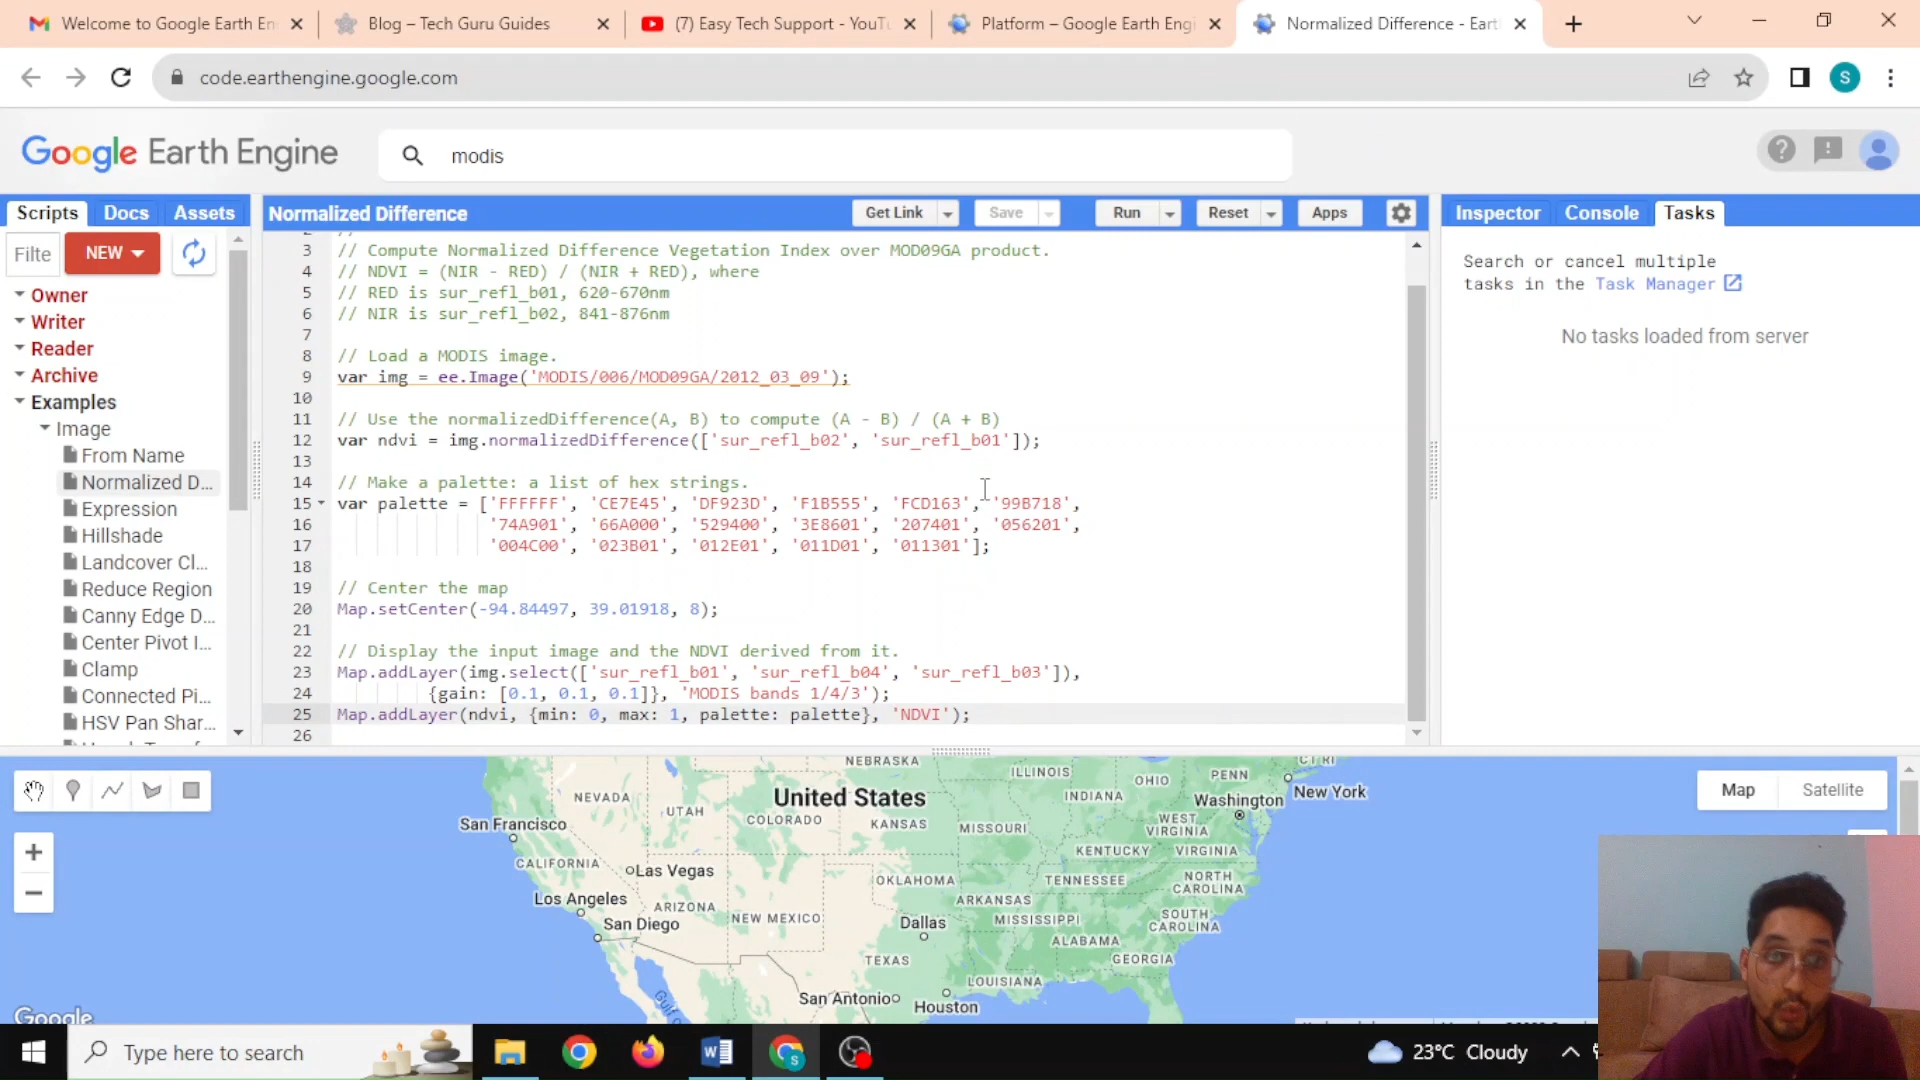 Welcome to Google Earth En
Blog – Tech Guru Guides
(7) Easy Tech Support - YouTu
Platform – Google Earth Engi
Normalized Difference - Eart
code.earthengine.google.com
S
Google Earth Engine
modis
Scripts
Docs
Assets
Normalized Difference
Get Link
Save
Run
Reset
Apps
Inspector
Console
Tasks
Filte
NEW
Owner
Writer
Reader
Archive
Examples
Image
From Name
Normalized D...
Expression
Hillshade
Landcover Cl...
Reduce Region
Canny Edge D...
Center Pivot I...
Clamp
Connected Pi...
HSV Pan Shar...
3 // Compute Normalized Difference Vegetation Index over MOD09GA product.
4 // NDVI = (NIR - RED) / (NIR + RED), where
5 // RED is sur_refl_b01, 620-670nm
6 // NIR is sur_refl_b02, 841-876nm
7
8 // Load a MODIS image.
9 var img = ee.Image('MODIS/006/MOD09GA/2012_03_09');
10
11 // Use the normalizedDifference(A, B) to compute (A - B) / (A + B)
12 var ndvi = img.normalizedDifference(['sur_refl_b02', 'sur_refl_b01']);
13
14 // Make a palette: a list of hex strings.
15 var palette = ['FFFFFF', 'CE7E45', 'DF923D', 'F1B555', 'FCD163', '99B718',
16 '74A901', '66A000', '529400', '3E8601', '207401', '056201',
17 '004C00', '023B01', '012E01', '011D01', '011301'];
18
19 // Center the map
20 Map.setCenter(-94.84497, 39.01918, 8);
21
22 // Display the input image and the NDVI derived from it.
23 Map.addLayer(img.select(['sur_refl_b01', 'sur_refl_b04', 'sur_refl_b03']),
24 {gain: [0.1, 0.1, 0.1]}, 'MODIS bands 1/4/3');
25 Map.addLayer(ndvi, {min: 0, max: 1, palette: palette}, 'NDVI');
26
Search or cancel multiple
tasks in the Task Manager
No tasks loaded from server
NEBRASKA
ILLINOIS
OHIO
PENN
New York
NEVADA
United States
INDIANA
Washington
UTAH
COLORADO
KANSAS
MISSOURI
WEST
VIRGINIA
San Francisco
KENTUCKY
VIRGINIA
CALIFORNIA
Las Vegas
OKLAHOMA
TENNESSEE
NORTH
CAROLINA
Los Angeles
ARIZONA
NEW MEXICO
ARKANSAS
MISSISSIPPI
SOUTH
CAROLINA
San Diego
Dallas
ALABAMA
TEXAS
GEORGIA
LOUISIANA
San Antonio
Houston
Gulf
Google
Map
Satellite
Type here to search
23°C Cloudy